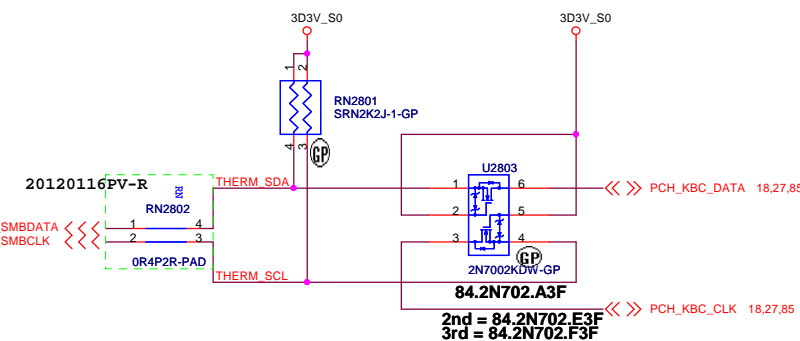 3D3V_S0
3D3V_S0
1
2
RN2801
SRN2K2J-1-GP
4
3
GP
20120116PV-R
RN
THERM_SDA
U2803
1
6
PCH_KBC_DATA 18,27,85
RN2802
2
5
SMBDATA
1
4
SMBCLK
2
3
3
4
0R4P2R-PAD
GP
THERM_SCL
2N7002KDW-GP
84.2N702.A3F
PCH_KBC_CLK 18,27,85
2nd = 84.2N702.E3F
3rd = 84.2N702.F3F